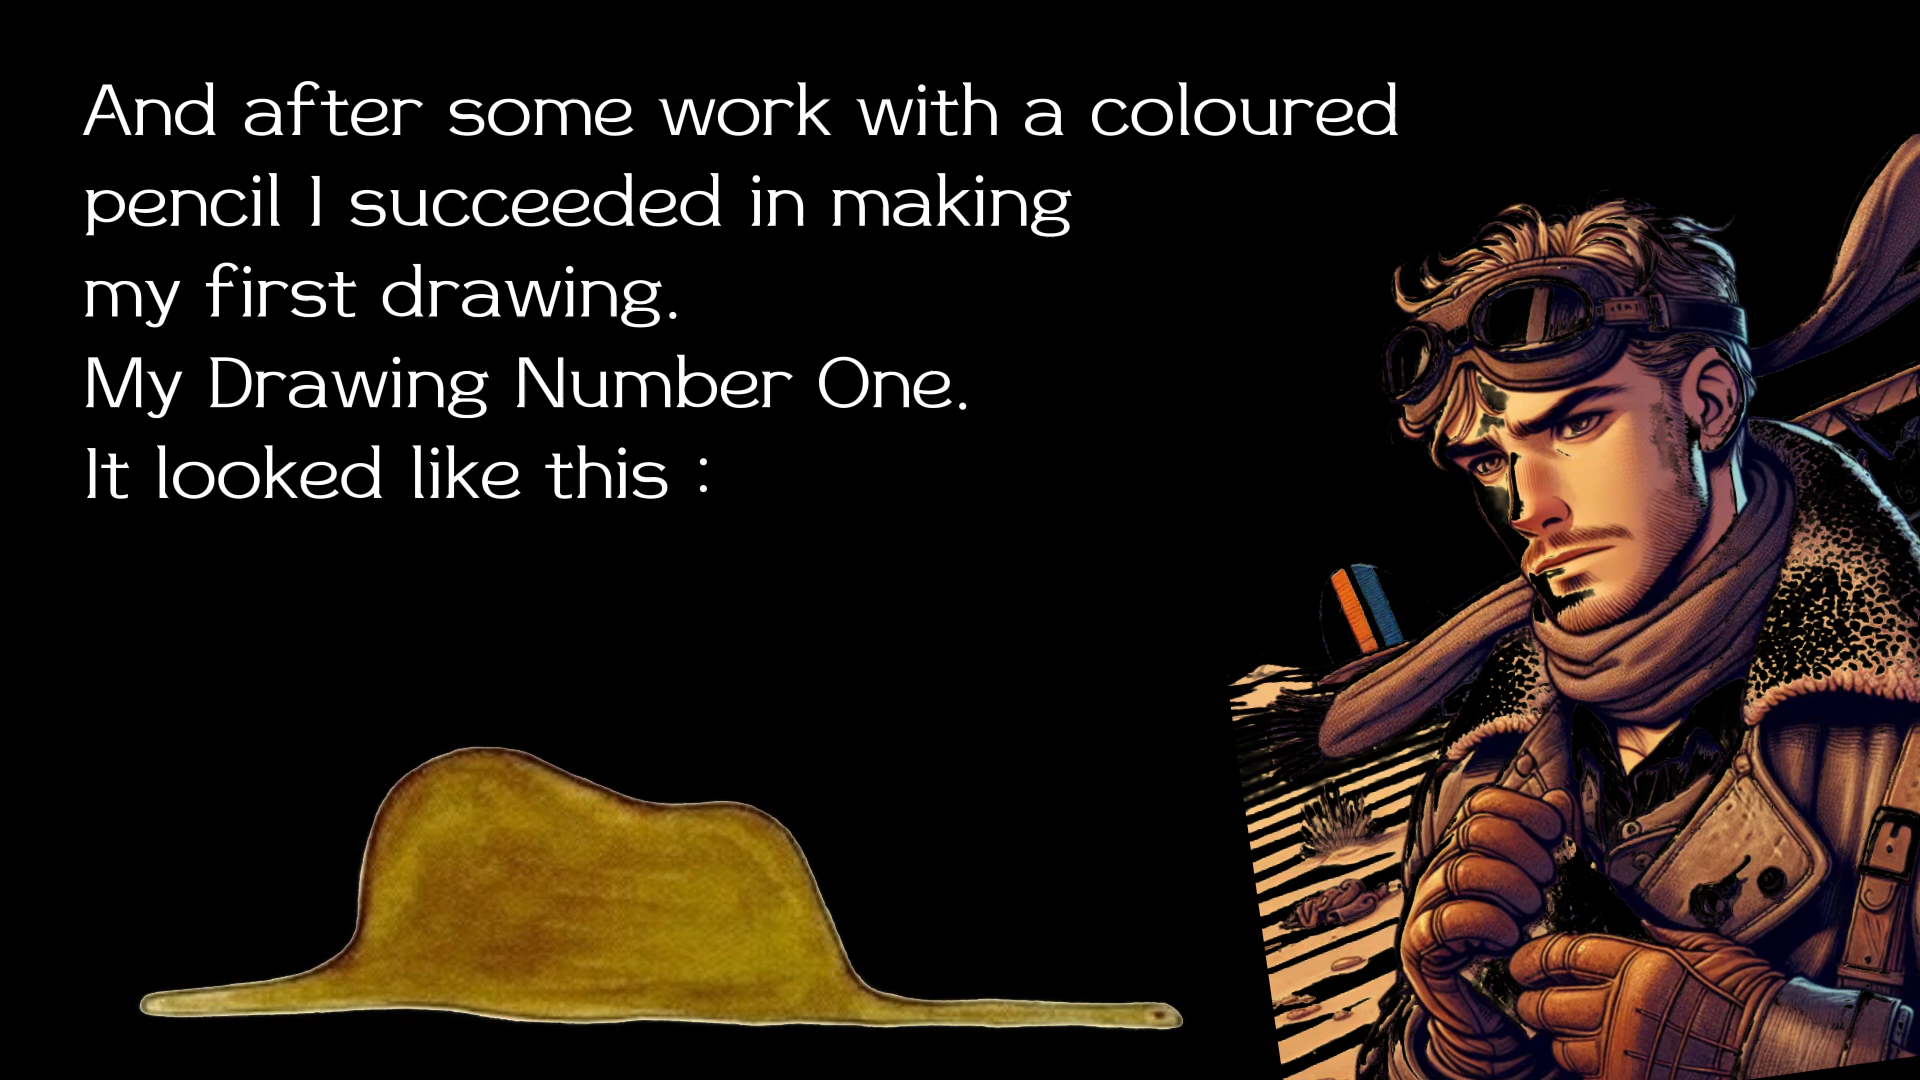 And after some work with a coloured
pencil I succeeded in making
my first drawing.
My Drawing Number One.
It looked like this :